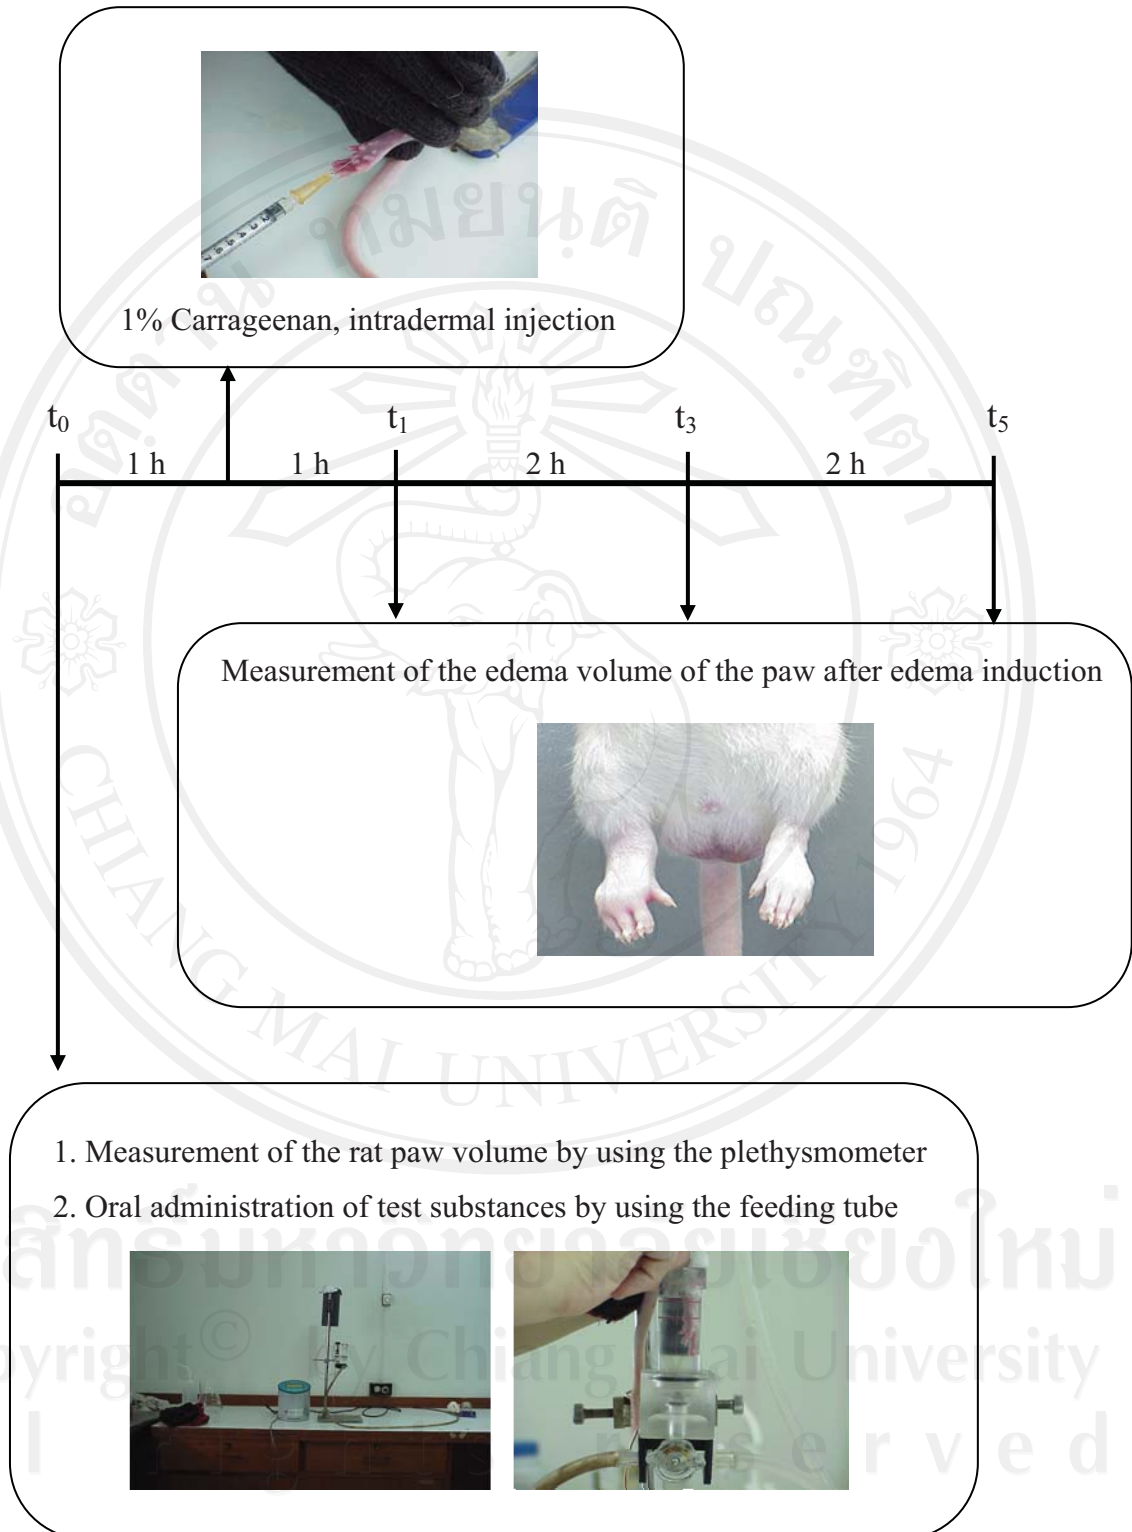 1% Carrageenan, intradermal injection
t0 t1 t3 t5
1 h 1 h 2 h 2 h
Measurement of the edema volume of the paw after edema induction
1. Measurement of the rat paw volume by using the plethysmometer
2. Oral administration of test substances by using the feeding tube
CHIANG MAI UNIVERSITY 1964
by Chiang Mai University